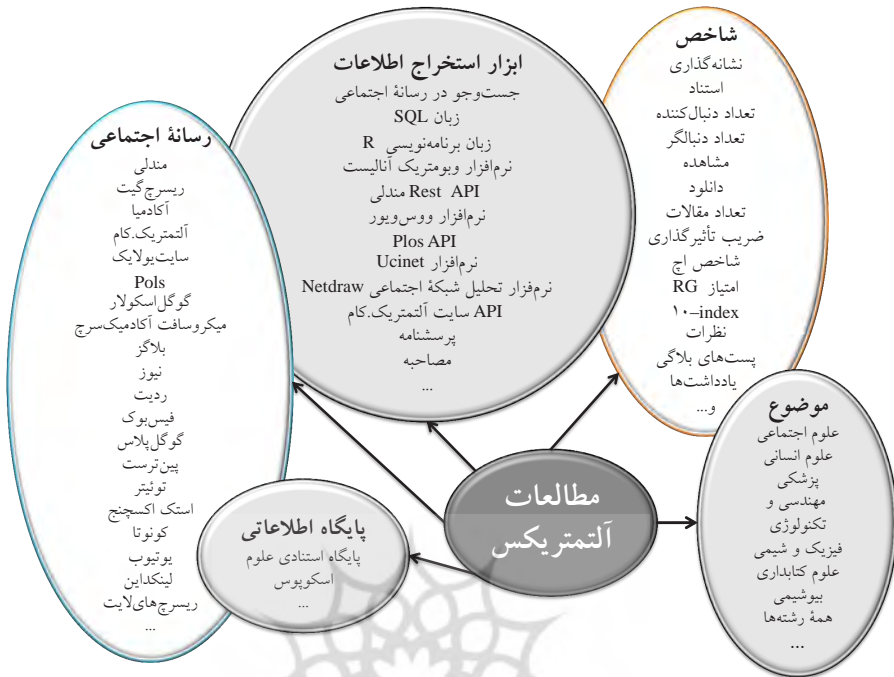 شاخص
نشانه‌گذاری
استناد
تعداد دنبال‌کننده
تعداد دنبالگر
مشاهده
دانلود
تعداد مقالات
ضریب تأثیرگذاری
شاخص اچ
امتیاز RG
۱۰–index
نظرات
پست‌های بلاگی
یادداشت‌ها
و...
ابزار استخراج اطلاعات
جست‌وجو در رسانهٔ اجتماعی
زبان SQL
زبان برنامه‌نویسی R
نرم‌افزار وبومتریک آنالیست
Rest API مندلی
نرم‌افزار ووس‌ویور
Plos API
نرم‌افزار Ucinet
نرم‌افزار تحلیل شبکهٔ اجتماعی Netdraw
API سایت آلتمتریک.کام
پرسشنامه
مصاحبه
...
رسانهٔ اجتماعی
مندلی
ریسرچ‌گیت
آکادمیا
آلتمتریک.کام
سایت‌یولایک
Pols
گوگل‌اسکولار
میکروسافت آکادمیک‌سرچ
بلاگز
نیوز
ردیت
فیس‌بوک
گوگل‌پلاس
پین‌ترست
توئیتر
استک اکسچنج
کونوتا
یوتیوب
لینکداین
ریسرچ‌های‌لایت
...
موضوع
علوم اجتماعی
علوم انسانی
پزشکی
مهندسی و
تکنولوژی
فیزیک و شیمی
علوم کتابداری
بیوشیمی
همهٔ رشته‌ها
...
مطالعات
آلتمتریکس
پایگاه اطلاعاتی
پایگاه استنادی علوم
اسکوپوس
...